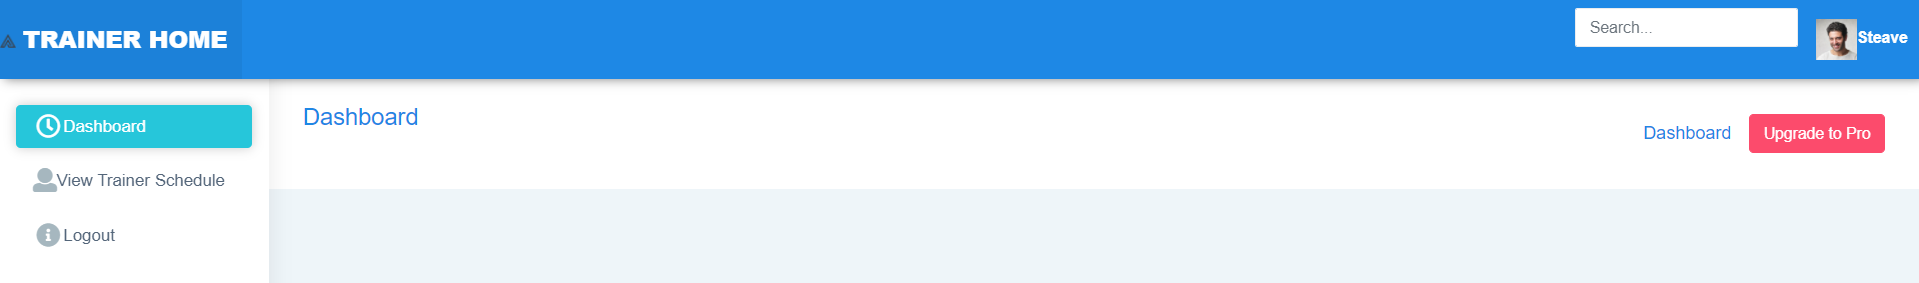 TRAINER HOME
Search...
Steave
Dashboard
View Trainer Schedule
Logout
Dashboard
Dashboard
Upgrade to Pro